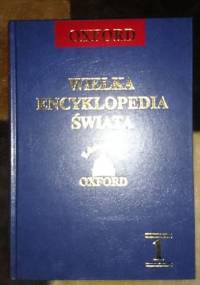 OXFORD
WIELKA
ENCYKLOPEDIA
ŚWIATA
OXFORD
1